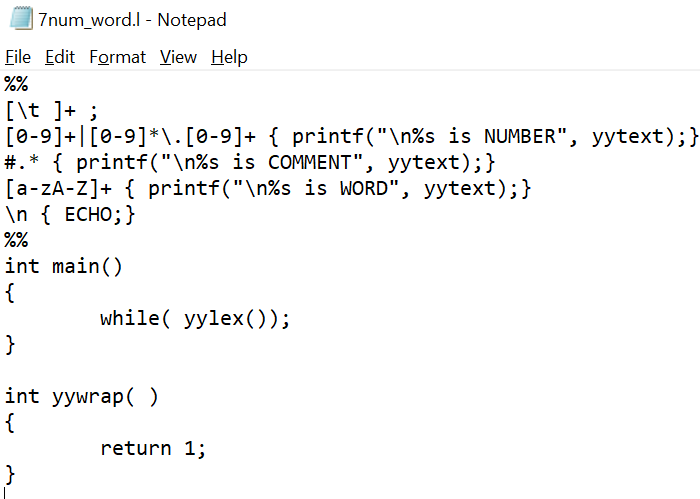 7num_word.l - Notepad
File Edit Format View Help
%%
[\t ]+ ;
[0-9]+|[0-9]*\.[0-9]+ { printf("\n%s is NUMBER", yytext);}
#.* { printf("\n%s is COMMENT", yytext);}
[a-zA-Z]+ { printf("\n%s is WORD", yytext);}
\n { ECHO;}
%%
int main()
{
        while( yylex());
}

int yywrap( )
{
        return 1;
}